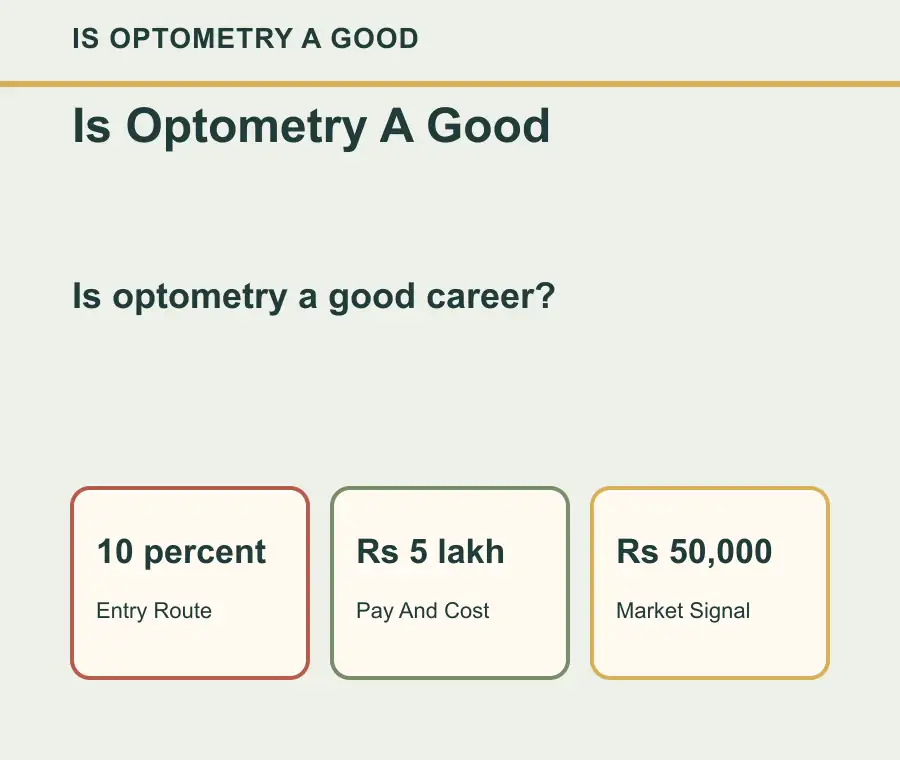 IS OPTOMETRY A GOOD
Is Optometry A Good
Is optometry a good career?
10 percent
Entry Route
Rs 5 lakh
Pay And Cost
Rs 50,000
Market Signal